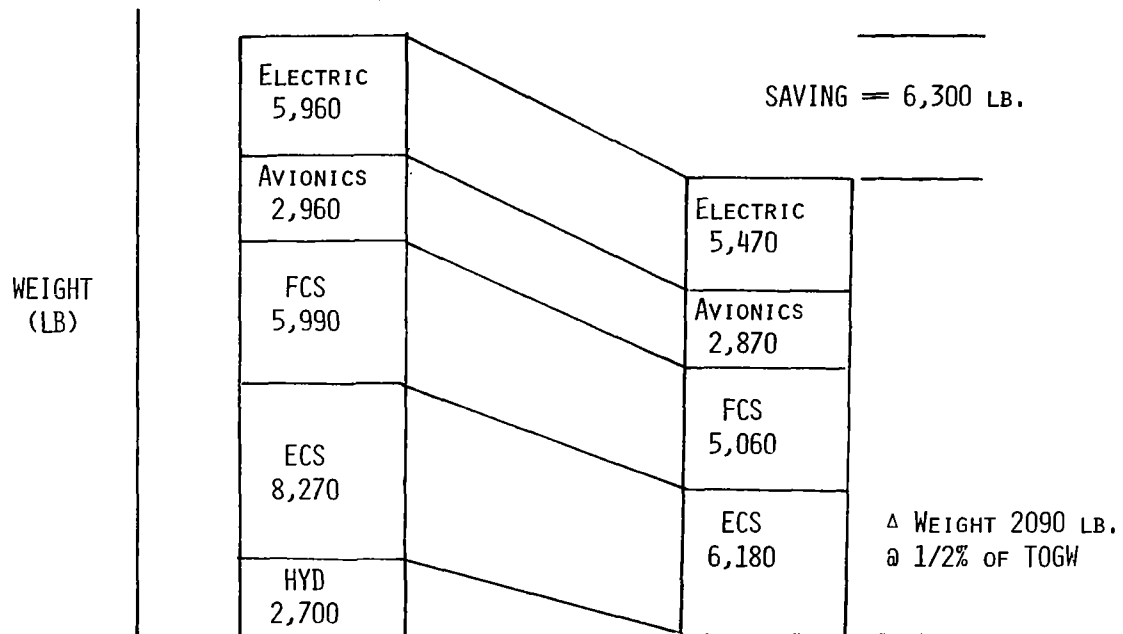 ELECTRIC
5,960
AVIONICS
2,960
FCS
5,990
ECS
8,270
HYD
2,700
WEIGHT
(LB)
SAVING = 6,300 LB.
ELECTRIC
5,470
AVIONICS
2,870
FCS
5,060
ECS
6,180
Δ WEIGHT 2090 LB.
@ 1/2% OF TOGW